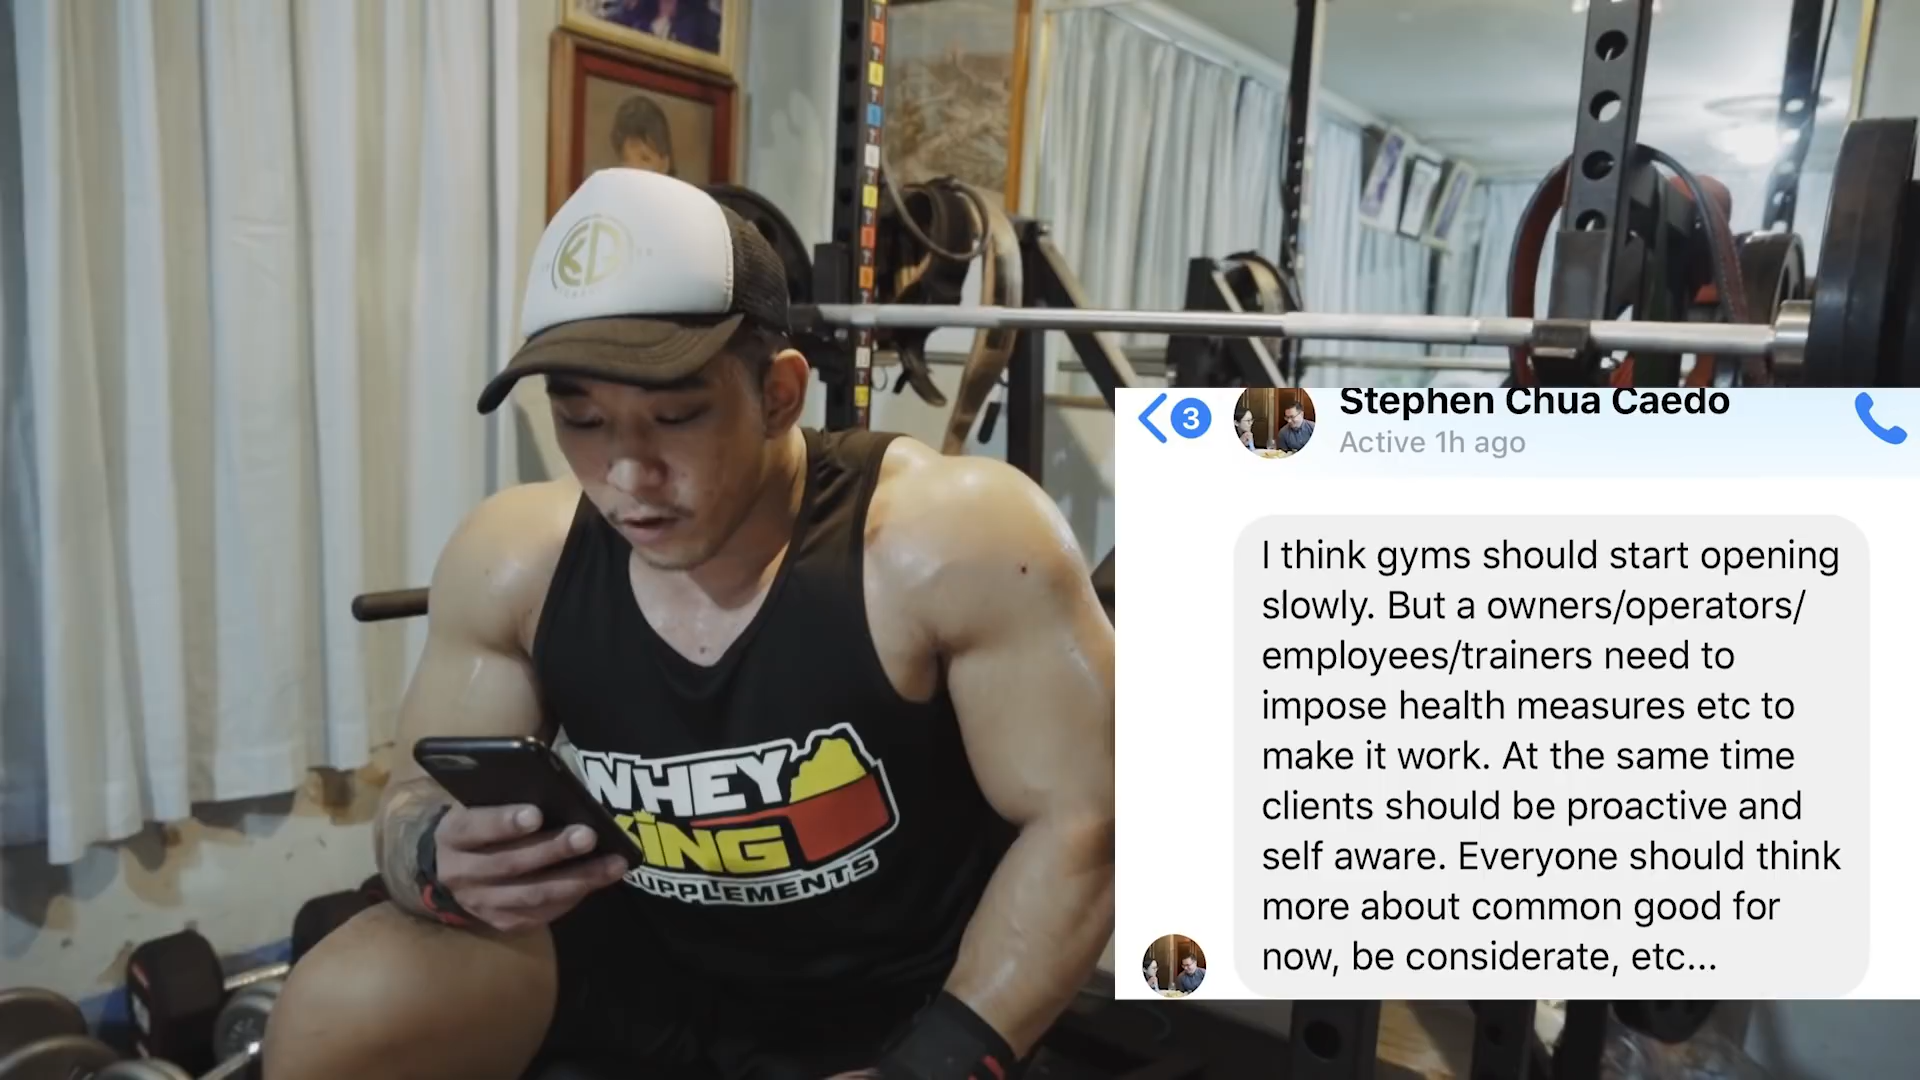 KG
WHEY
KING
SUPPLEMENTS
3
Stephen Chua Caedo
Active 1h ago
I think gyms should start opening
slowly. But a owners/operators/
employees/trainers need to
impose health measures etc to
make it work. At the same time
clients should be proactive and
self aware. Everyone should think
more about common good for
now, be considerate, etc...